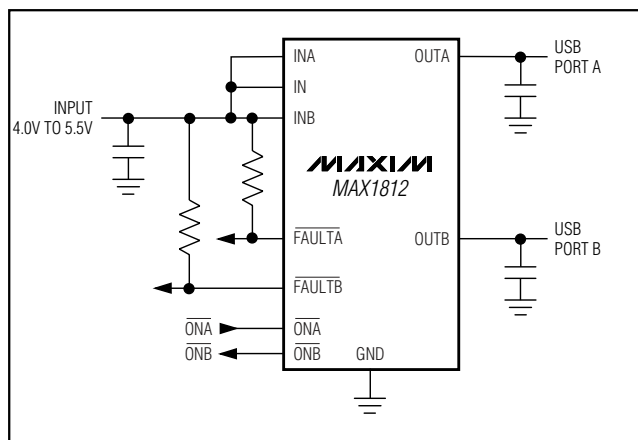 INA
OUTA
USB
PORT A
IN
INPUT
4.0V TO 5.5V
INB
MAXIM
MAX1812
FAULTA
OUTB
USB
PORT B
FAULTB
ONA
ONA
ONB
ONB
GND